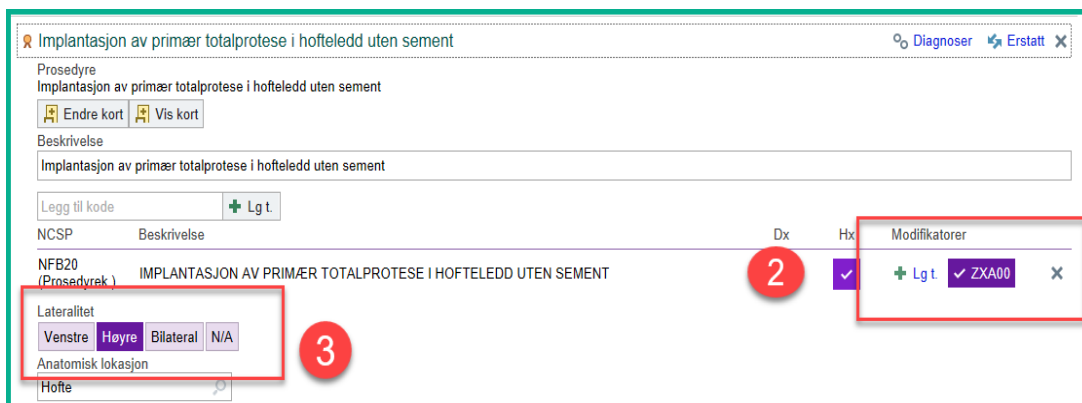 Implantasjon av primær totalprotese i hofteledd uten sement Diagnoser Erstatt
Prosedyre
Implantasjon av primær totalprotese i hofteledd uten sement
Endre kort Vis kort
Beskrivelse
Implantasjon av primær totalprotese i hofteledd uten sement
Legg til kode Lg t.
NCSP Beskrivelse Dx Hx Modifikatorer
NFB20
(Prosedyrek.) IMPLANTASJON AV PRIMÆR TOTALPROTESE I HOFTELEDD UTEN SEMENT 2 Lg t. ZXA00
Lateralitet
Venstre Høyre Bilateral N/A 3
Anatomisk lokasjon
Hofte